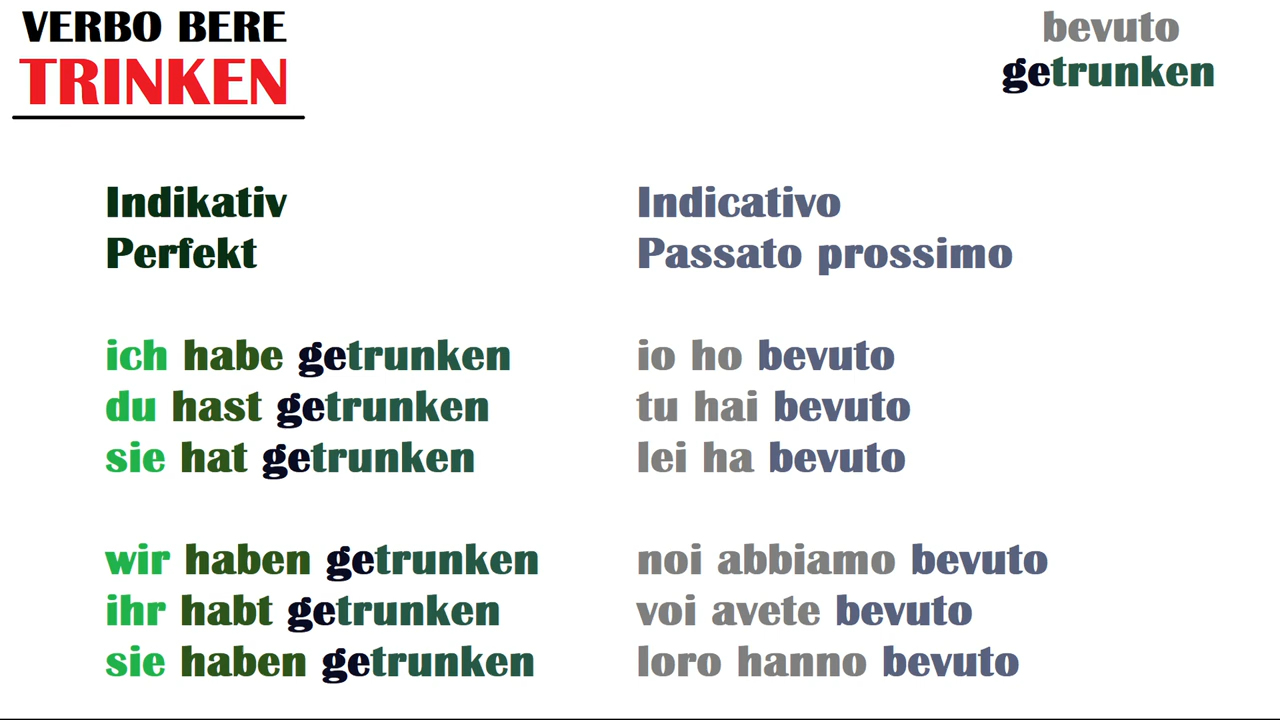 VERBO BERE
TRINKEN
bevuto
getrunken
Indikativ
Perfekt
Indicativo
Passato prossimo
ich habe getrunken
du hast getrunken
sie hat getrunken
io ho bevuto
tu hai bevuto
lei ha bevuto
wir haben getrunken
ihr habt getrunken
sie haben getrunken
noi abbiamo bevuto
voi avete bevuto
loro hanno bevuto